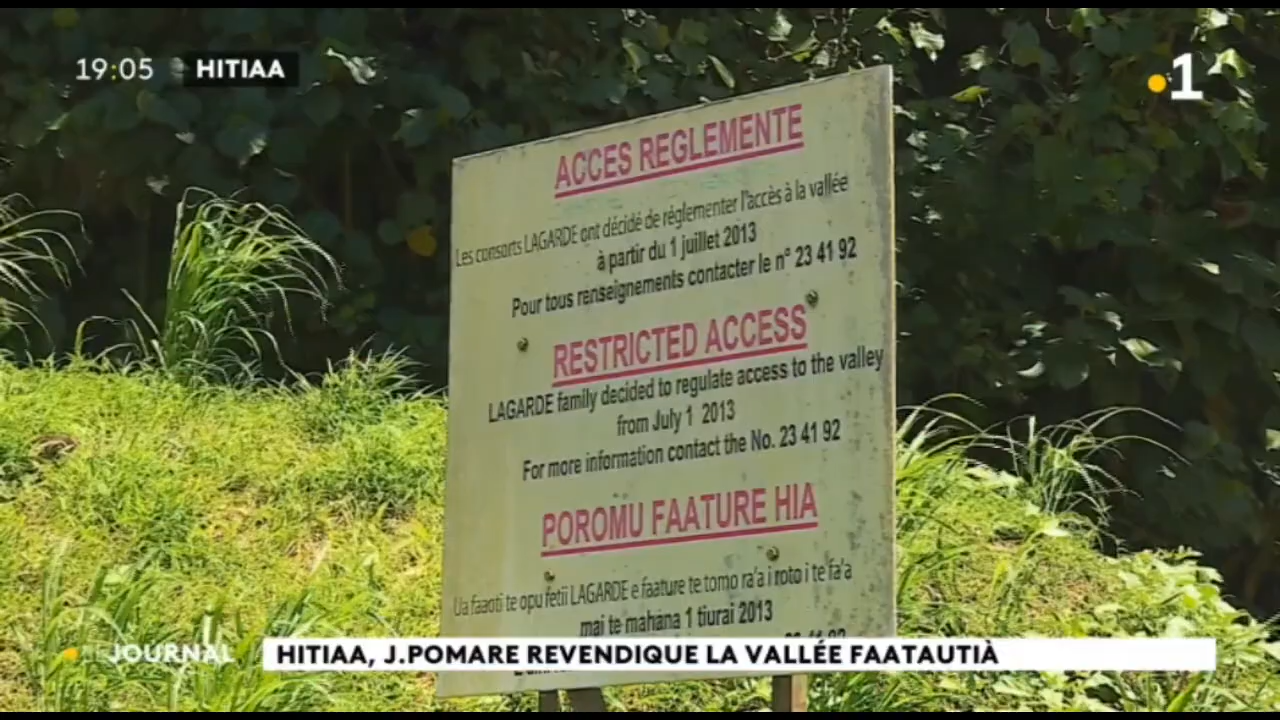 19:05 HITIAA
1
ACCES REGLEMENTE
Les consorts LAGARDE ont décidé de réglementer l'accès à la vallée
à partir du 1 juillet 2013
Pour tous renseignements contacter le n° 23 41 92
RESTRICTED ACCESS
LAGARDE family decided to regulate access to the valley
from July 1 2013
For more information contact the No. 23 41 92
POROMU FAATURE HIA
Ua faaoti te opu fetii LAGARDE e faature te tomo ra'a i roto i te fa'a
mai te mahana 1 tiurai 2013
LE JOURNAL
HITIAA, J.POMARE REVENDIQUE LA VALLÉE FAATAUTIÀ